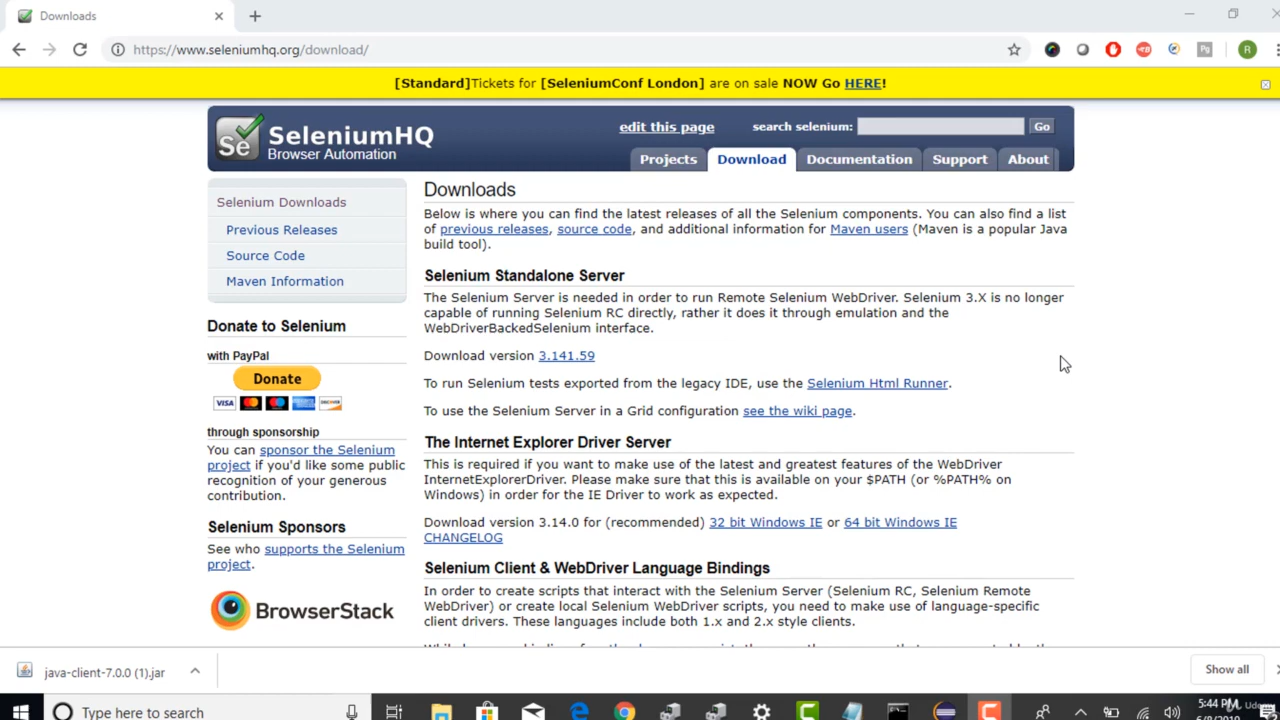 Downloads
https://www.seleniumhq.org/download/
Pg
R
[Standard]Tickets for [SeleniumConf London] are on sale NOW Go HERE!
Se
SeleniumHQ
Browser Automation
edit this page
search selenium:
Go
Projects
Download
Documentation
Support
About
Selenium Downloads
Previous Releases
Source Code
Maven Information
Donate to Selenium
with PayPal
Donate
VISA
through sponsorship
You can sponsor the Selenium
project if you'd like some public
recognition of your generous
contribution.
Selenium Sponsors
See who supports the Selenium
project.
BrowserStack
Downloads
Below is where you can find the latest releases of all the Selenium components. You can also find a list
of previous releases, source code, and additional information for Maven users (Maven is a popular Java
build tool).
Selenium Standalone Server
The Selenium Server is needed in order to run Remote Selenium WebDriver. Selenium 3.X is no longer
capable of running Selenium RC directly, rather it does it through emulation and the
WebDriverBackedSelenium interface.
Download version 3.141.59
To run Selenium tests exported from the legacy IDE, use the Selenium Html Runner.
To use the Selenium Server in a Grid configuration see the wiki page.
The Internet Explorer Driver Server
This is required if you want to make use of the latest and greatest features of the WebDriver
InternetExplorerDriver. Please make sure that this is available on your $PATH (or %PATH% on
Windows) in order for the IE Driver to work as expected.
Download version 3.14.0 for (recommended) 32 bit Windows IE or 64 bit Windows IE
CHANGELOG
Selenium Client & WebDriver Language Bindings
In order to create scripts that interact with the Selenium Server (Selenium RC, Selenium Remote
WebDriver) or create local Selenium WebDriver scripts, you need to make use of language-specific
client drivers. These languages include both 1.x and 2.x style clients.
java-client-7.0.0 (1).jar
Show all
Type here to search
5:44 PM
Udemy